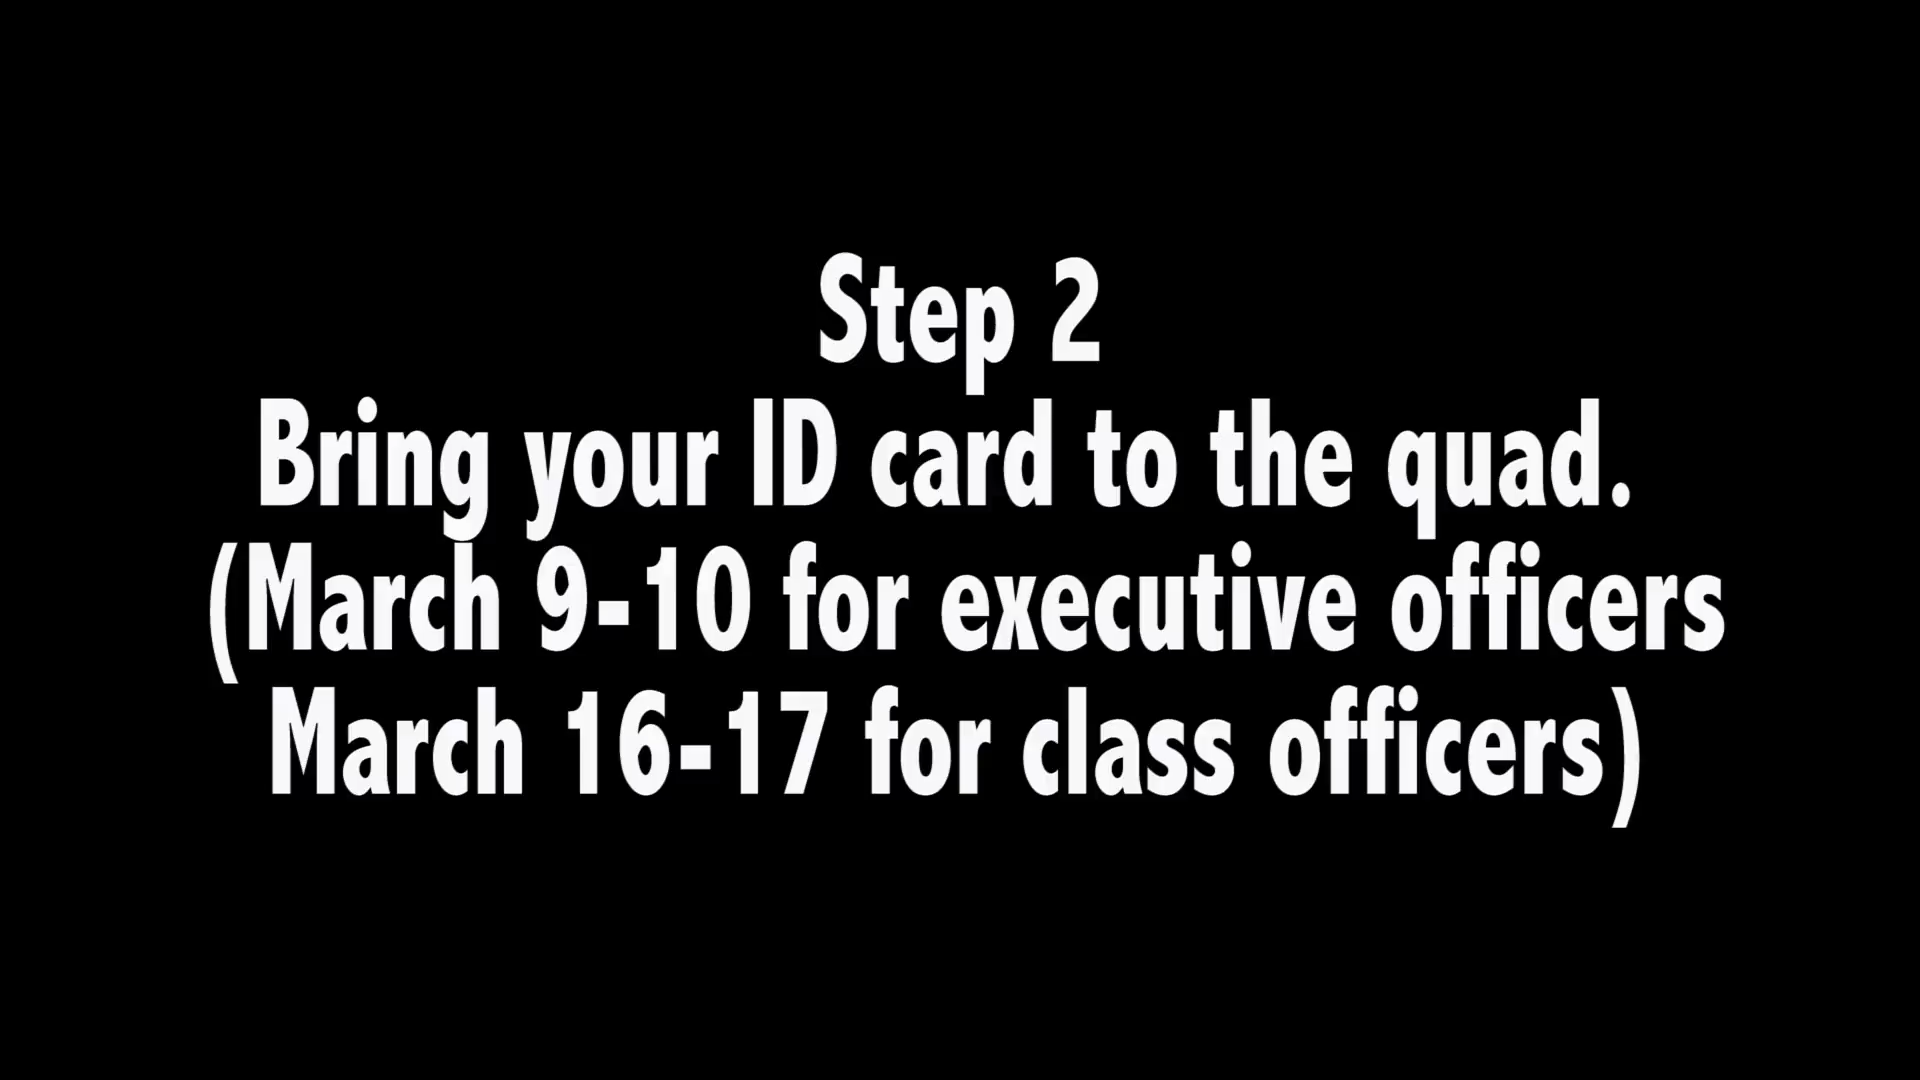 Step 2
Bring your ID card to the quad.
(March 9-10 for executive officers
March 16-17 for class officers)